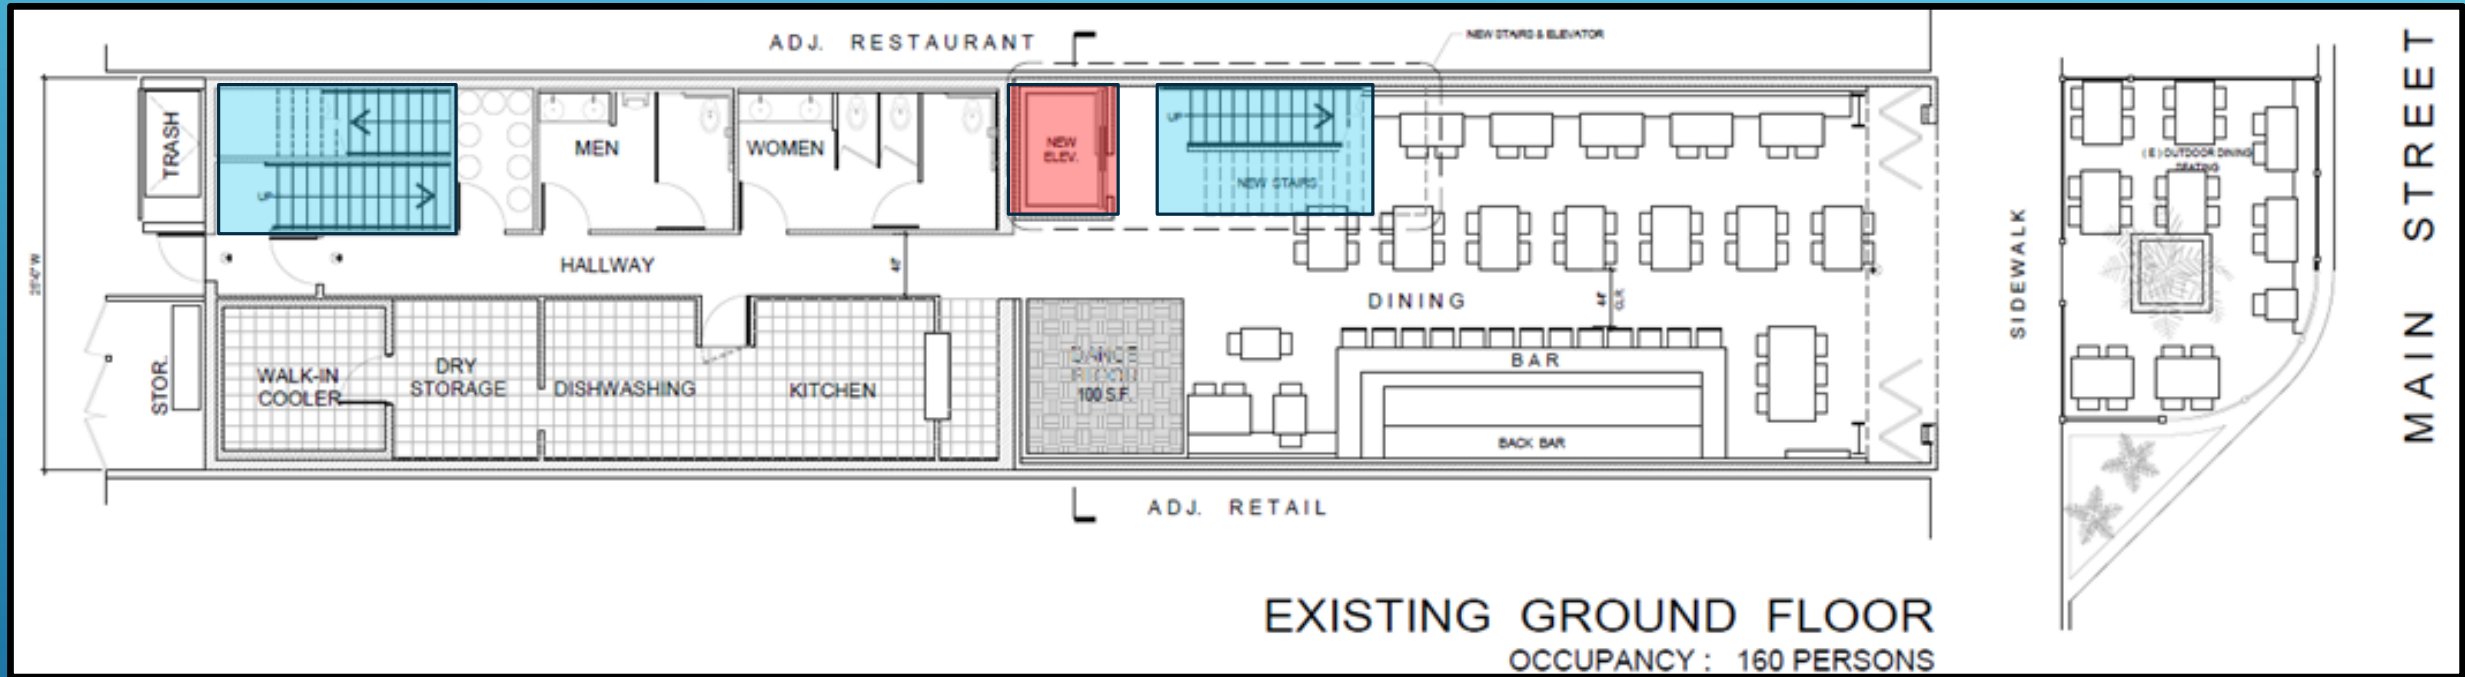 ADJ. RESTAURANT
NEW STAIRS & ELEVATOR
TRASH
UP
MEN
WOMEN
NEW
ELEV.
UP
NEW STAIRS
( E ) OUTDOOR DINING
SEATING
HALLWAY
DINING
SIDEWALK
MAIN STREET
STOR.
WALK-IN
COOLER
DRY
STORAGE
DISHWASHING
KITCHEN
DANCE
FLOOR
100 S.F.
BAR
BACK BAR
ADJ. RETAIL
EXISTING GROUND FLOOR
OCCUPANCY : 160 PERSONS